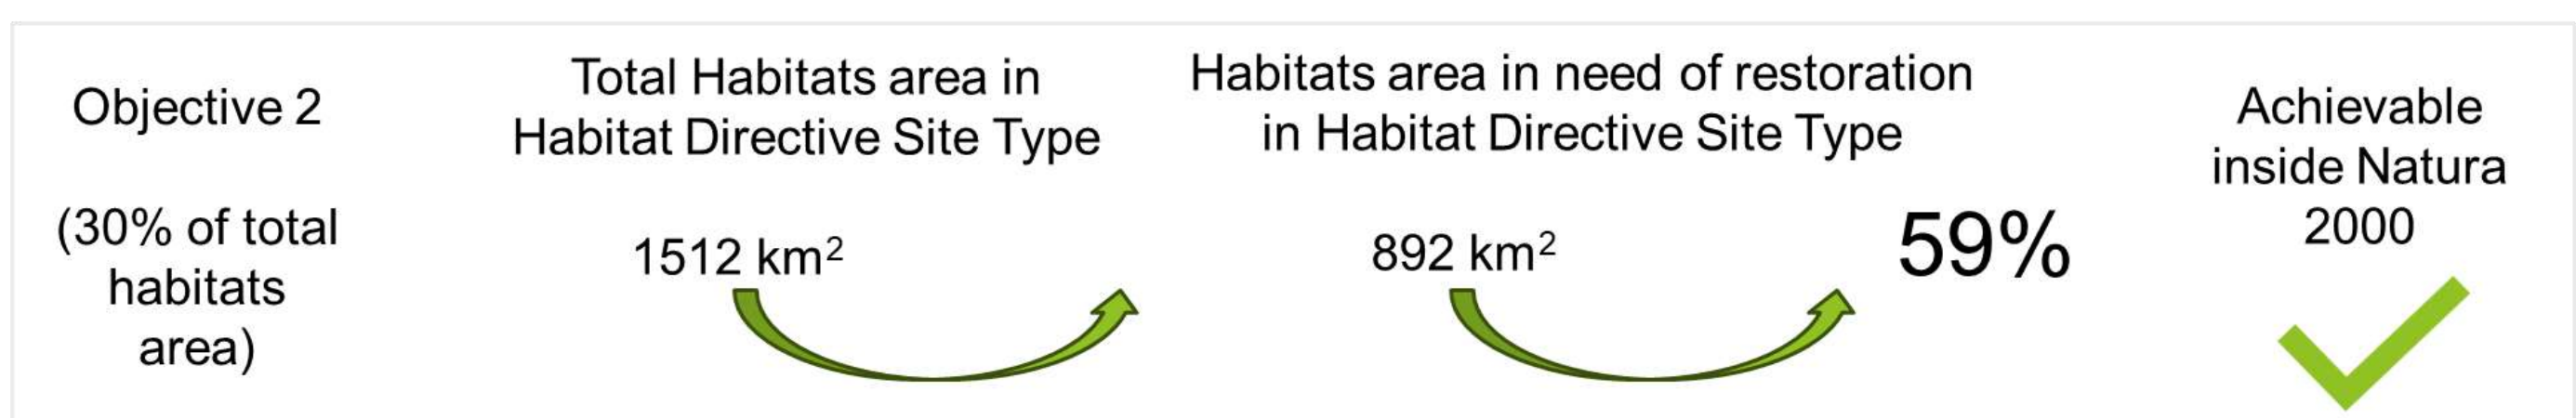 Objective 2
(30% of total
habitats
area)
Total Habitats area in
Habitat Directive Site Type
1512 km²
Habitats area in need of restoration
in Habitat Directive Site Type
892 km²
59%
Achievable
inside Natura
2000